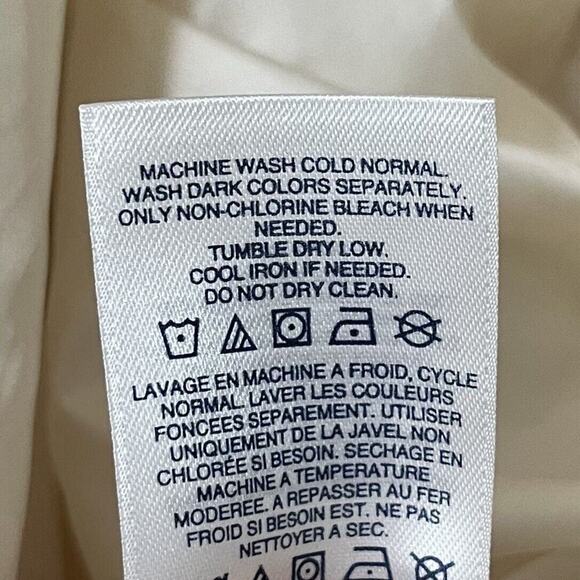 MACHINE WASH COLD NORMAL.
WASH DARK COLORS SEPARATELY.
ONLY NON-CHLORINE BLEACH WHEN
NEEDED.
TUMBLE DRY LOW.
COOL IRON IF NEEDED.
DO NOT DRY CLEAN.
LAVAGE EN MACHINE A FROID, CYCLE
NORMAL. LAVER LES COULEURS
FONCEES SEPAREMENT. UTILISER
UNIQUEMENT DE LA JAVEL NON
CHLORÉE SI BESOIN. SECHAGE EN
MACHINE A TEMPERATURE
MODEREE. A REPASSER AU FER
FROID SI BESOIN EST. NE PAS
NETTOYER A SEC.